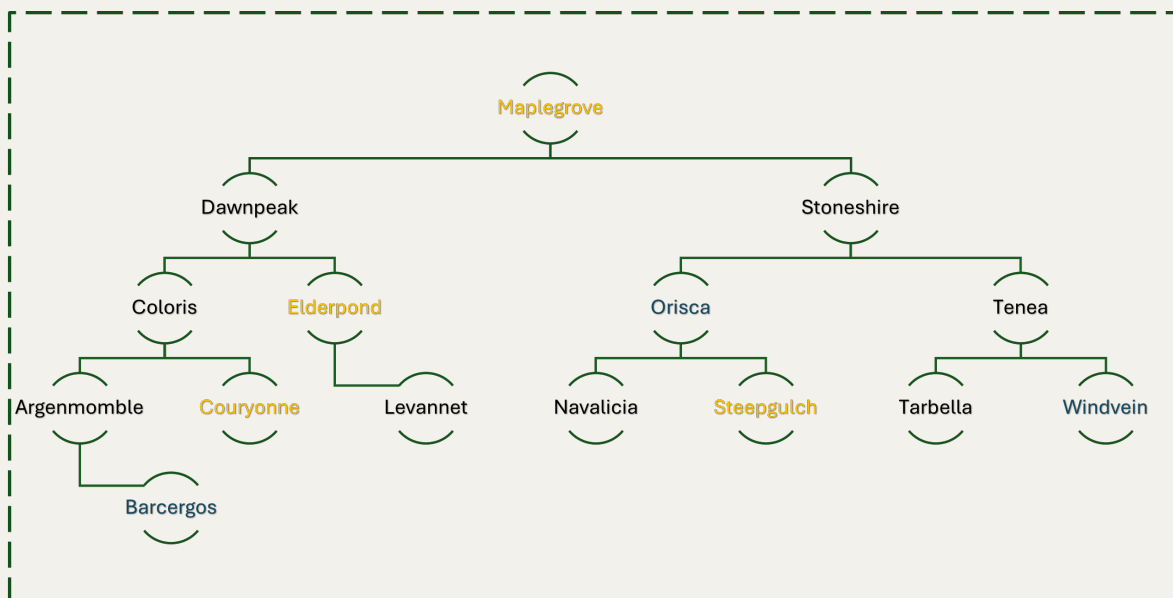 Maplegrove
Dawnpeak
Stoneshire
Coloris
Elderpond
Orisca
Tenea
Argenmomble
Couryonne
Levannet
Navalicia
Steepgulch
Tarbella
Windvein
Barcergos